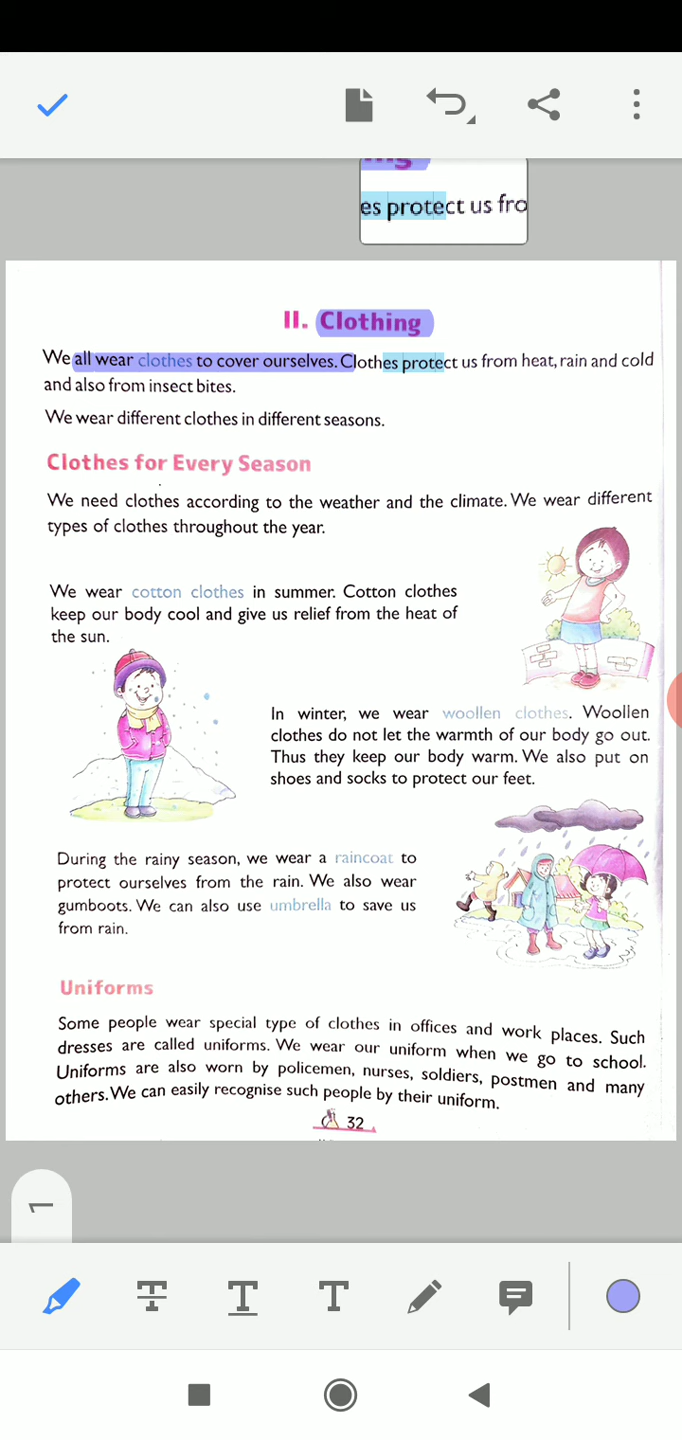 ing
es protect us fro
II. Clothing
We all wear clothes to cover ourselves. Clothes protect us from heat, rain and cold
and also from insect bites.
We wear different clothes in different seasons.
Clothes for Every Season
We need clothes according to the weather and the climate. We wear different
types of clothes throughout the year.
We wear cotton clothes in summer. Cotton clothes
keep our body cool and give us relief from the heat of
the sun.
In winter, we wear woollen clothes. Woollen
clothes do not let the warmth of our body go out.
Thus they keep our body warm. We also put on
shoes and socks to protect our feet.
During the rainy season, we wear a raincoat to
protect ourselves from the rain. We also wear
gumboots. We can also use umbrella to save us
from rain.
Uniforms
Some people wear special type of clothes in offices and work places. Such
dresses are called uniforms. We wear our uniform when we go to school.
Uniforms are also worn by policemen, nurses, soldiers, postmen and many
others. We can easily recognise such people by their uniform.
32
1
T T T